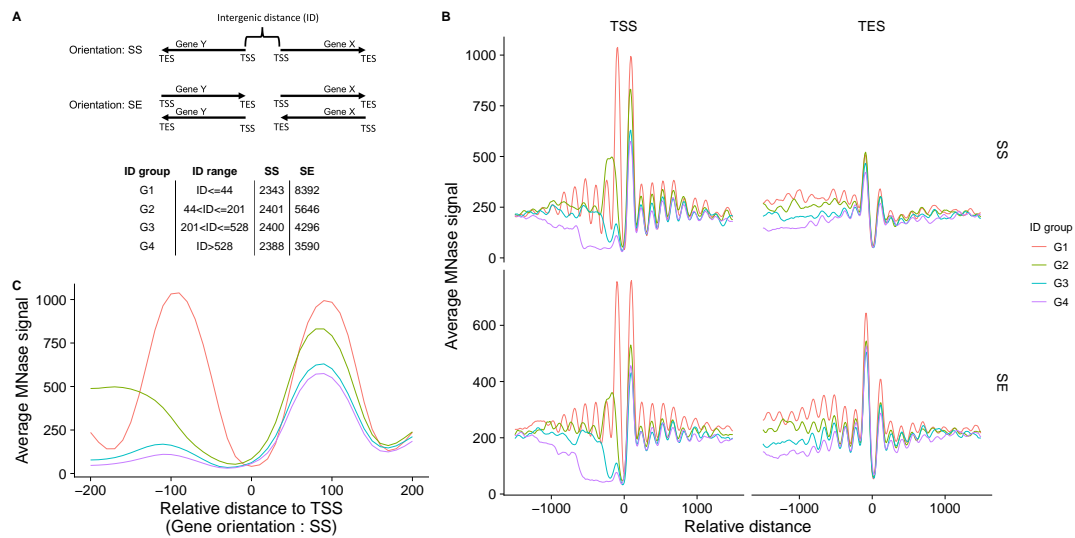 A
Intergenic distance (ID)
Orientation: SS
Gene Y
Gene X
TES
TSS
TSS
TES
Orientation: SE
Gene Y
Gene X
TSS
TES
TSS
TES
Gene Y
Gene X
TES
TSS
TES
TSS
ID group ID range SS SE
G1 ID<=44 2343 8392
G2 44<ID<=201 2401 5646
G3 201<ID<=528 2400 4296
G4 ID>528 2388 3590
B
TSS
TES
1000
750
500
250
0
Average MNase signal
SS
600
400
200
0
Average MNase signal
SE
−1000 0 1000
−1000 0 1000
Relative distance
ID group
G1
G2
G3
G4
C
1000
750
500
250
0
Average MNase signal
−200 −100 0 100 200
Relative distance to TSS
(Gene orientation : SS)